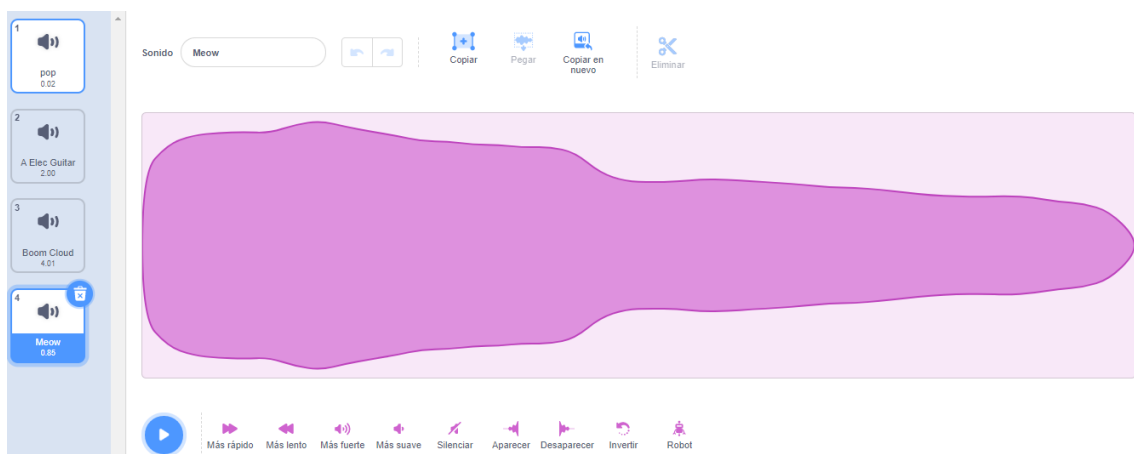 1
pop
0.02
2
A Elec Guitar
2.00
3
Boom Cloud
4.01
4
Meow
0.85
Sonido Meow
Copiar
Pegar
Copiar en
nuevo
Eliminar
Más rápido Más lento Más fuerte Más suave Silenciar Aparecer Desaparecer Invertir Robot